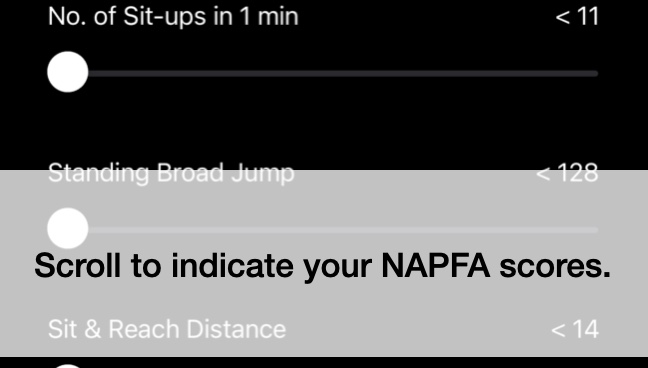 No. of Sit-ups in 1 min < 11
Standing Broad Jump < 128
Scroll to indicate your NAPFA scores.
Sit & Reach Distance < 14